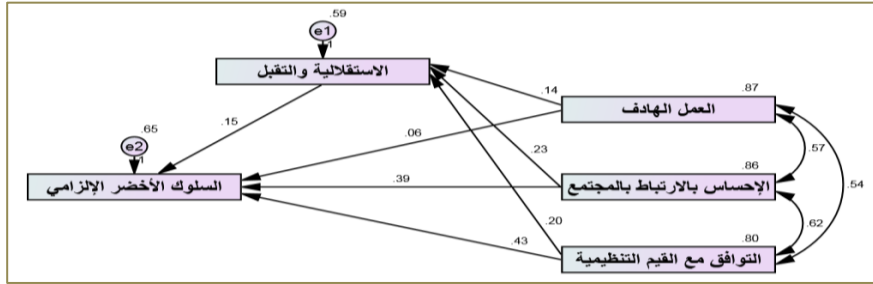 .59
e1
1
الاستقلالية والتقبل
.87
العمل الهادف
.14
.65
e2
1
.15
.06
.23
.57
.86
السلوك الأخضر الإلزامي
.39
الإحساس بالارتباط بالمجتمع
.54
.20
.62
.43
.80
التوافق مع القيم التنظيمية